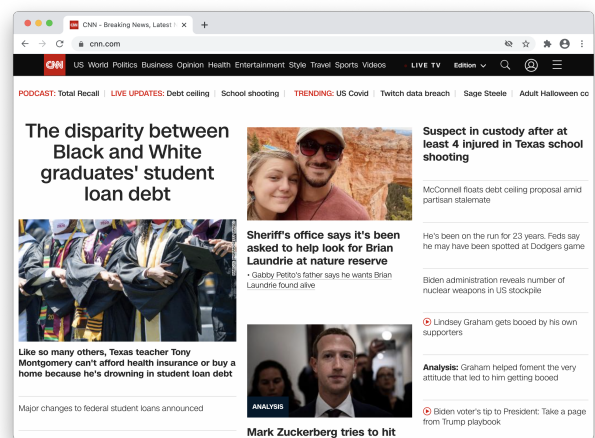 CNN - Breaking News, Latest
cnn.com
CNN US World Politics Business Opinion Health Entertainment Style Travel Sports Videos LIVE TV Edition
PODCAST: Total Recall LIVE UPDATES: Debt ceiling School shooting TRENDING: US Covid Twitch data breach Sage Steele Adult Halloween co
The disparity between
Black and White
graduates' student
loan debt
Like so many others, Texas teacher Tony
Montgomery can't afford health insurance or buy a
home because he's drowning in student loan debt
Major changes to federal student loans announced
Sheriff's office says it's been
asked to help look for Brian
Laundrie at nature reserve
• Gabby Petito's father says he wants Brian
Laundrie found alive
ANALYSIS
Mark Zuckerberg tries to hit
Suspect in custody after at
least 4 injured in Texas school
shooting
McConnell floats debt ceiling proposal amid
partisan stalemate
He's been on the run for 23 years. Feds say
he may have been spotted at Dodgers game
Biden administration reveals number of
nuclear weapons in US stockpile
Lindsey Graham gets booed by his own
supporters
Analysis: Graham helped foment the very
attitude that led to him getting booed
Biden voter's tip to President: Take a page
from Trump playbook